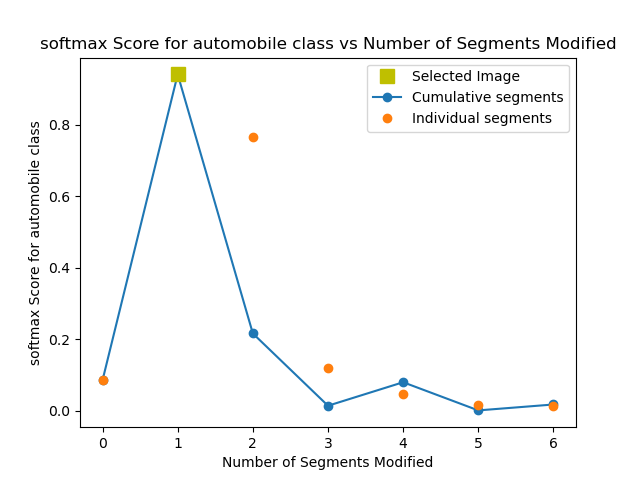 softmax Score for automobile class vs Number of Segments Modified
Selected Image
Cumulative segments
Individual segments
softmax Score for automobile class
0.8
0.6
0.4
0.2
0.0
0 1 2 3 4 5 6
Number of Segments Modified